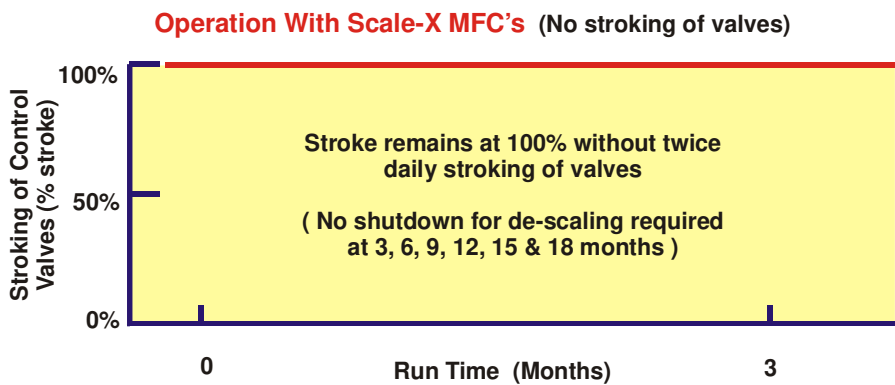 Operation With Scale-X MFC's (No stroking of valves)
Stroking of Control
Valves (% stroke)
100%
50%
0%
Stroke remains at 100% without twice
daily stroking of valves
( No shutdown for de-scaling required
at 3, 6, 9, 12, 15 & 18 months )
0
Run Time (Months)
3